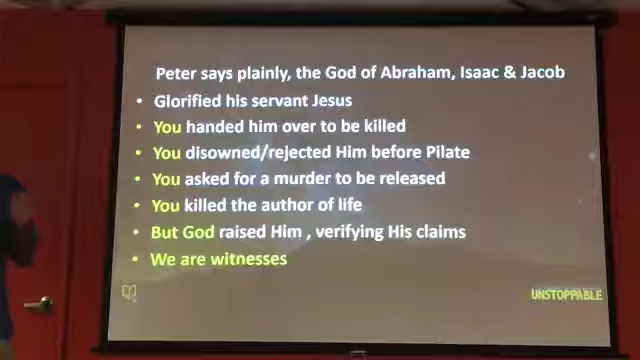 Peter says plainly, the God of Abraham, Isaac & Jacob
• Glorified his servant Jesus
• You handed him over to be killed
• You disowned/rejected Him before Pilate
• You asked for a murder to be released
• You killed the author of life
• But God raised Him , verifying His claims
• We are witnesses
UNSTOPPABLE